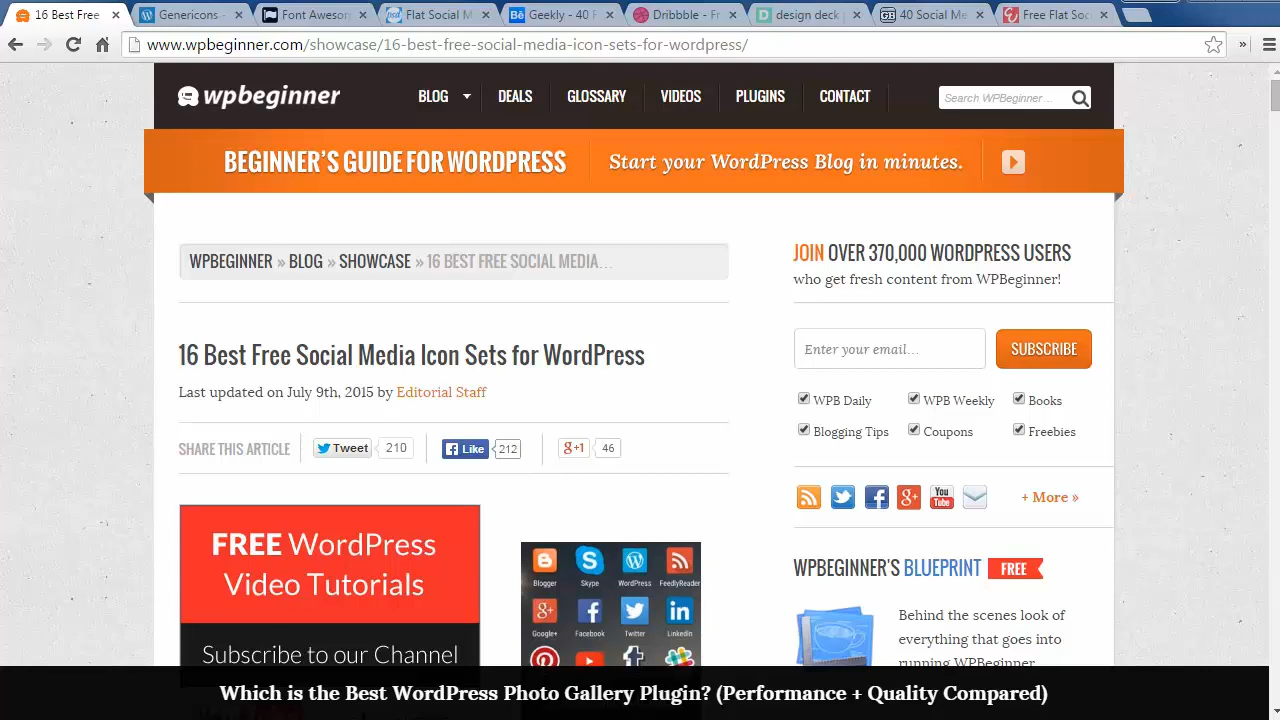 16 Best Free
Genericons -
Font Awesom
Flat Social M
Geekly - 40 F
Dribbble - Fr
design deck
40 Social Me
Free Flat Soc
www.wpbeginner.com/showcase/16-best-free-social-media-icon-sets-for-wordpress/
wpbeginner
BLOG
DEALS
GLOSSARY
VIDEOS
PLUGINS
CONTACT
Search WPBeginner...
BEGINNER'S GUIDE FOR WORDPRESS
Start your WordPress Blog in minutes.
WPBEGINNER » BLOG » SHOWCASE » 16 BEST FREE SOCIAL MEDIA...
JOIN OVER 370,000 WORDPRESS USERS
who get fresh content from WPBeginner!
Enter your email...
SUBSCRIBE
16 Best Free Social Media Icon Sets for WordPress
Last updated on July 9th, 2015 by Editorial Staff
WPB Daily
WPB Weekly
Books
Blogging Tips
Coupons
Freebies
SHARE THIS ARTICLE
Tweet 210
Like 212
g+1 46
You Tube
+ More »
FREE WordPress
Video Tutorials
Subscribe to our Channel
Blogger
Skype
WordPress
FeedlyReader
Google+
Facebook
Twitter
LinkedIn
WPBEGINNER'S BLUEPRINT FREE
Behind the scenes look of
everything that goes into
running WPBeginner
Which is the Best WordPress Photo Gallery Plugin? (Performance + Quality Compared)